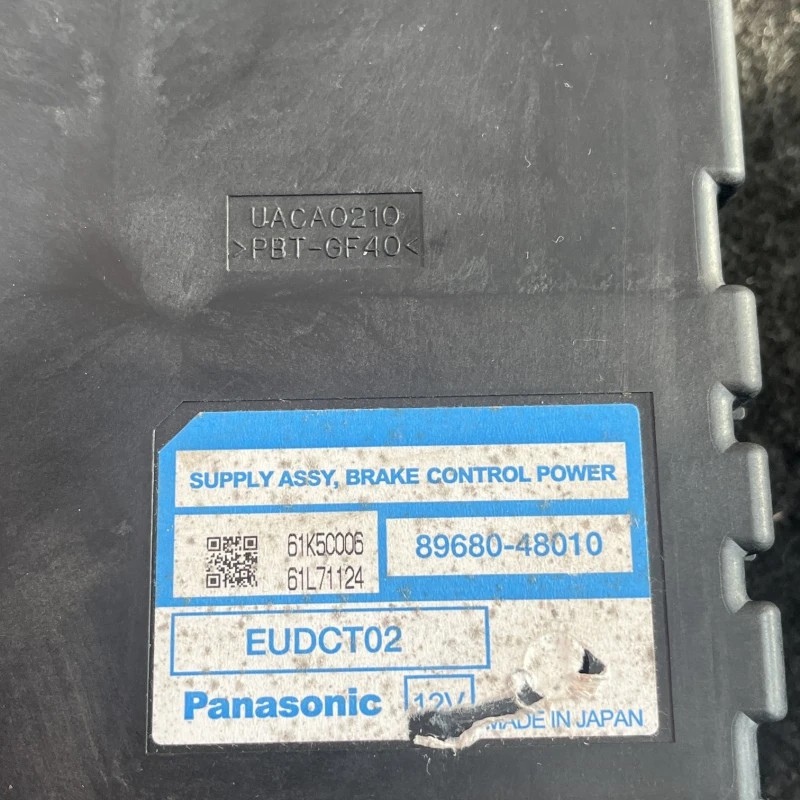 UACA0210
>PBT-GF40<
SUPPLY ASSY, BRAKE CONTROL POWER
61K5C006
61L71124
89680-48010
EUDCT02
Panasonic
12V
MADE IN JAPAN